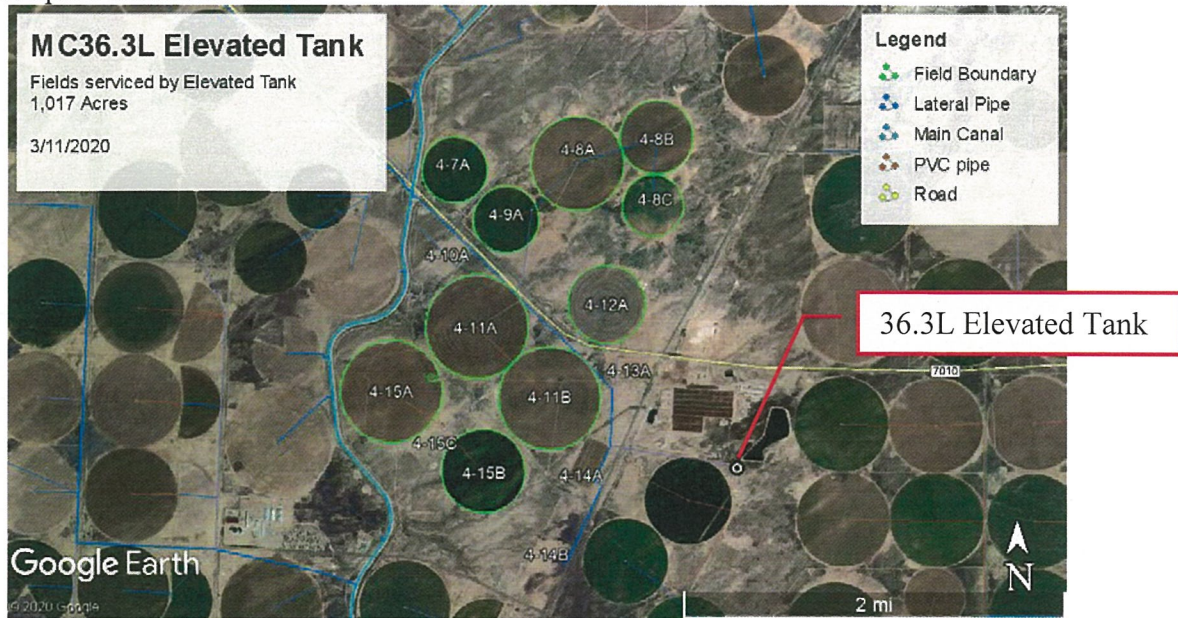 MC36.3L Elevated Tank
Fields serviced by Elevated Tank
1,017 Acres
3/11/2020
Legend
Field Boundary
Lateral Pipe
Main Canal
PVC pipe
Road
4-7A
4-8A
4-8B
4-8C
4-9A
4-10A
4-12A
4-11A
36.3L Elevated Tank
4-13A
7010
4-15A
4-11B
4-15C
4-15B
4-14A
4-14B
Google Earth
N
© 2020 Google
2 mi